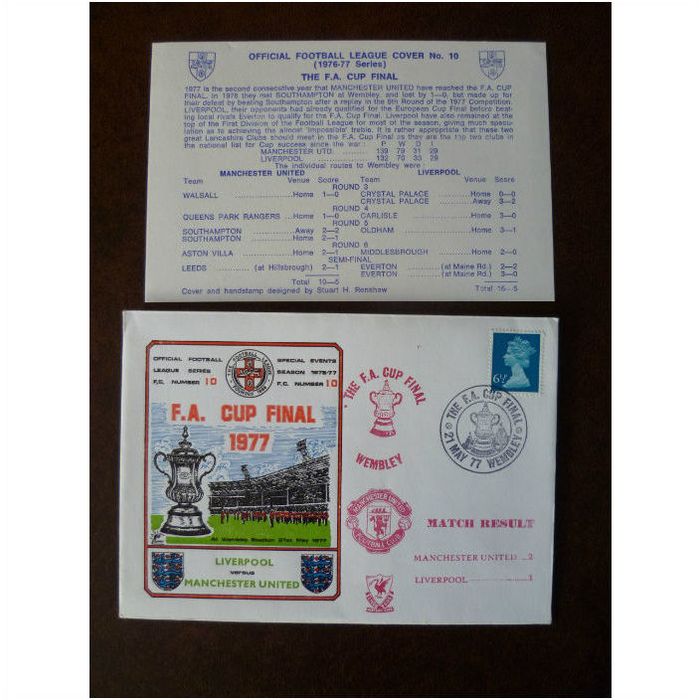 OFFICIAL FOOTBALL LEAGUE COVER No. 10
(1976-77 Series)
THE F.A. CUP FINAL
1977 is the second consecutive year that MANCHESTER UNITED have reached the F.A. CUP
FINAL. In 1976 they met SOUTHAMPTON at Wembley, and lost by 1—0, but made up for
their defeat by beating Southampton after a replay in the 5th Round of the 1977 Competition.
LIVERPOOL, their opponents had already qualified for the European Cup Final before beat-
ing local rivals Everton to qualify for the F.A. Cup Final. Liverpool have also remained at the
top of the First Division of the Football League for most of the season, giving much specu-
lation as to achieving the almost 'impossible' treble. It is rather appropriate that these two
great Lancashire Clubs should meet in the F.A. CUP FINAL as they are the top two clubs in
the national list for Cup success since the war : P W D l
MANCHESTER UTD. .......... 139 79 31 29
LIVERPOOL .......... 132 70 33 29
The individual routes to Wembley were :
MANCHESTER UNITED LIVERPOOL
Team Venue Score Team Venue Score
ROUND 3
WALSALL ..........Home 1—0 CRYSTAL PALACE ..........Home 0—0
CRYSTAL PALACE ..........Away 3—2
ROUND 4
QUEENS PARK RANGERS ...Home 1—0 CARLISLE ..........Home 3—0
ROUND 5
SOUTHAMPTON ..........Away 2—2 OLDHAM ..........Home 3—1
SOUTHAMPTON ..........Home 2—1
ROUND 6
ASTON VILLA ..........Home 2—1 MIDDLESBROUGH ..........Home 2—0
SEMI-FINAL
LEEDS (at Hillsbrough) 2—1 EVERTON (at Maine Rd.) 2—2
EVERTON (at Maine Rd.) 3—0
Total 10—5
Total 16—5
Cover and handstamp designed by Stuart H. Renshaw
OFFICIAL FOOTBALL
LEAGUE SERIES
F.C. NUMBER 10
THE FOOTBALL LEAGUE
SPECIAL EVENTS
SEASON 1976-77
F.C. NUMBER 10
F.A. CUP FINAL
1977
At Wembley Stadium 21st May 1977
LIVERPOOL
versus
MANCHESTER UNITED
THE F.A. CUP FINAL
WEMBLEY
6½P
THE F.A. CUP FINAL
21 MAY 77 WEMBLEY
MANCHESTER UNITED
FOOTBALL CLUB
MATCH RESULT
MANCHESTER UNITED ...2
LIVERPOOL ..........1